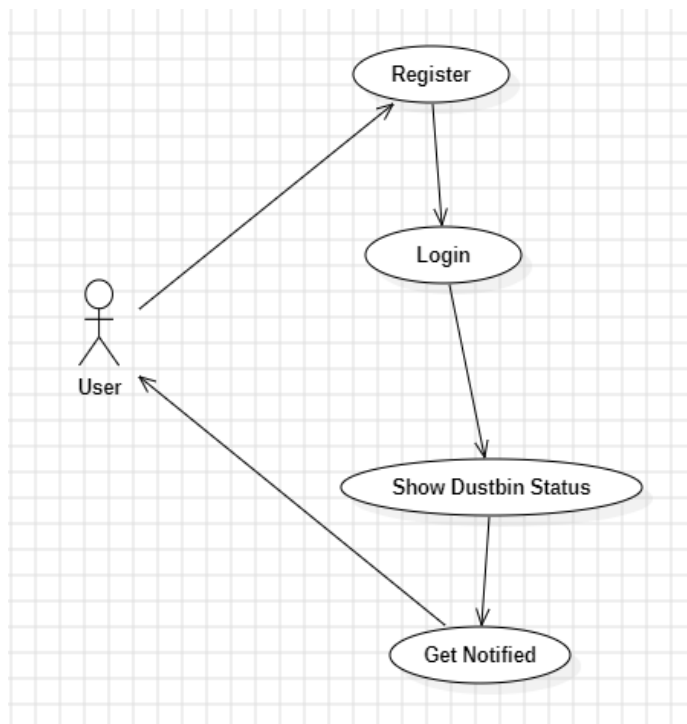 Register
Login
User
Show Dustbin Status
Get Notified